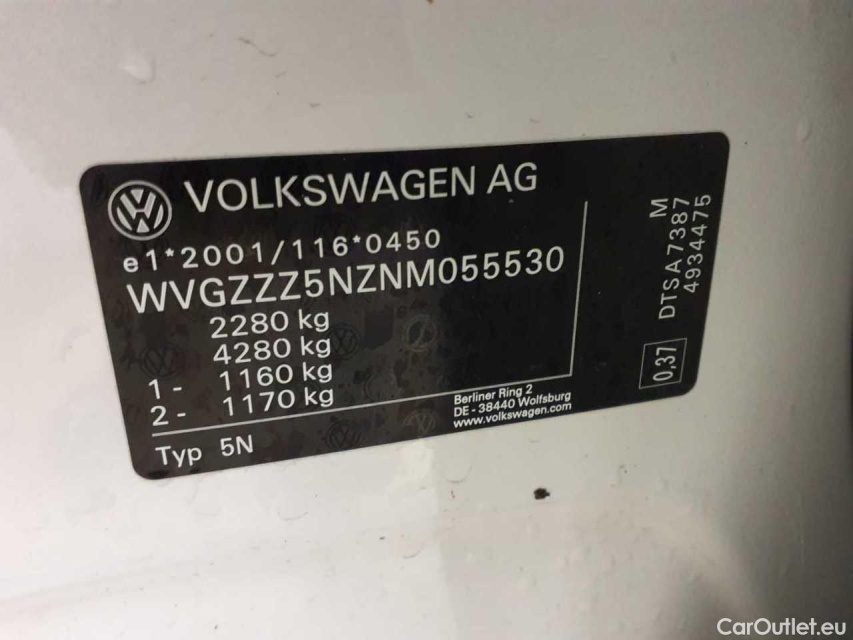 VOLKSWAGEN AG
e1*2001/116*0450
WVGZZZ5NZNM055530
2280 kg
4280 kg
1- 1160 kg
2- 1170 kg
Typ 5N
Berliner Ring 2
DE - 38440 Wolfsburg
www.volkswagen.com
M
DTSA7387
4934475
0,37
CarOutlet.eu